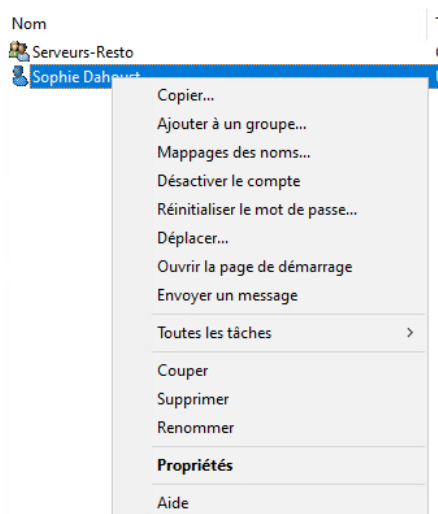 Nom
Serveurs-Resto
Sophie Dahoust
Copier...
Ajouter à un groupe...
Mappages des noms...
Désactiver le compte
Réinitialiser le mot de passe...
Déplacer...
Ouvrir la page de démarrage
Envoyer un message
Toutes les tâches
Couper
Supprimer
Renommer
Propriétés
Aide